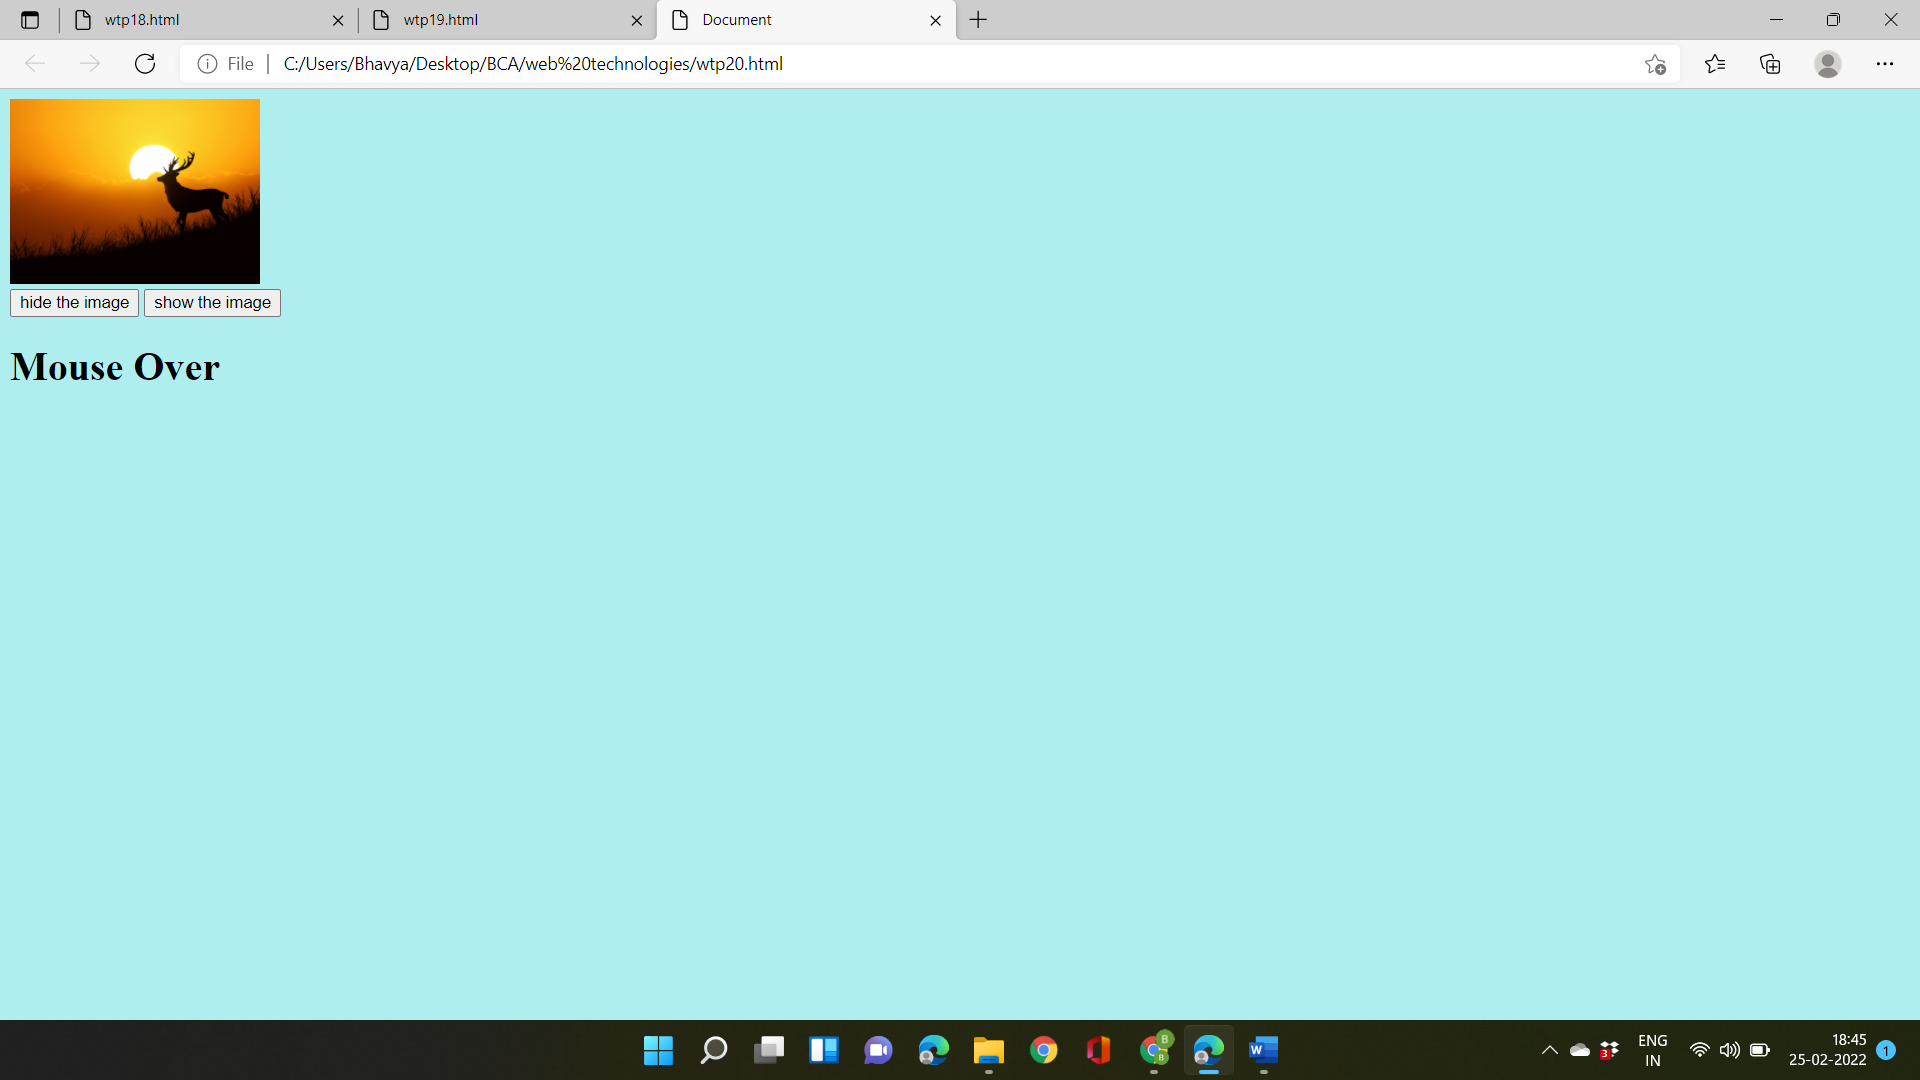 wtp18.html wtp19.html Document
File C:/Users/Bhavya/Desktop/BCA/web%20technologies/wtp20.html
hide the image show the image
Mouse Over
B
B
W
3
ENG
IN
18:45
25-02-2022
1